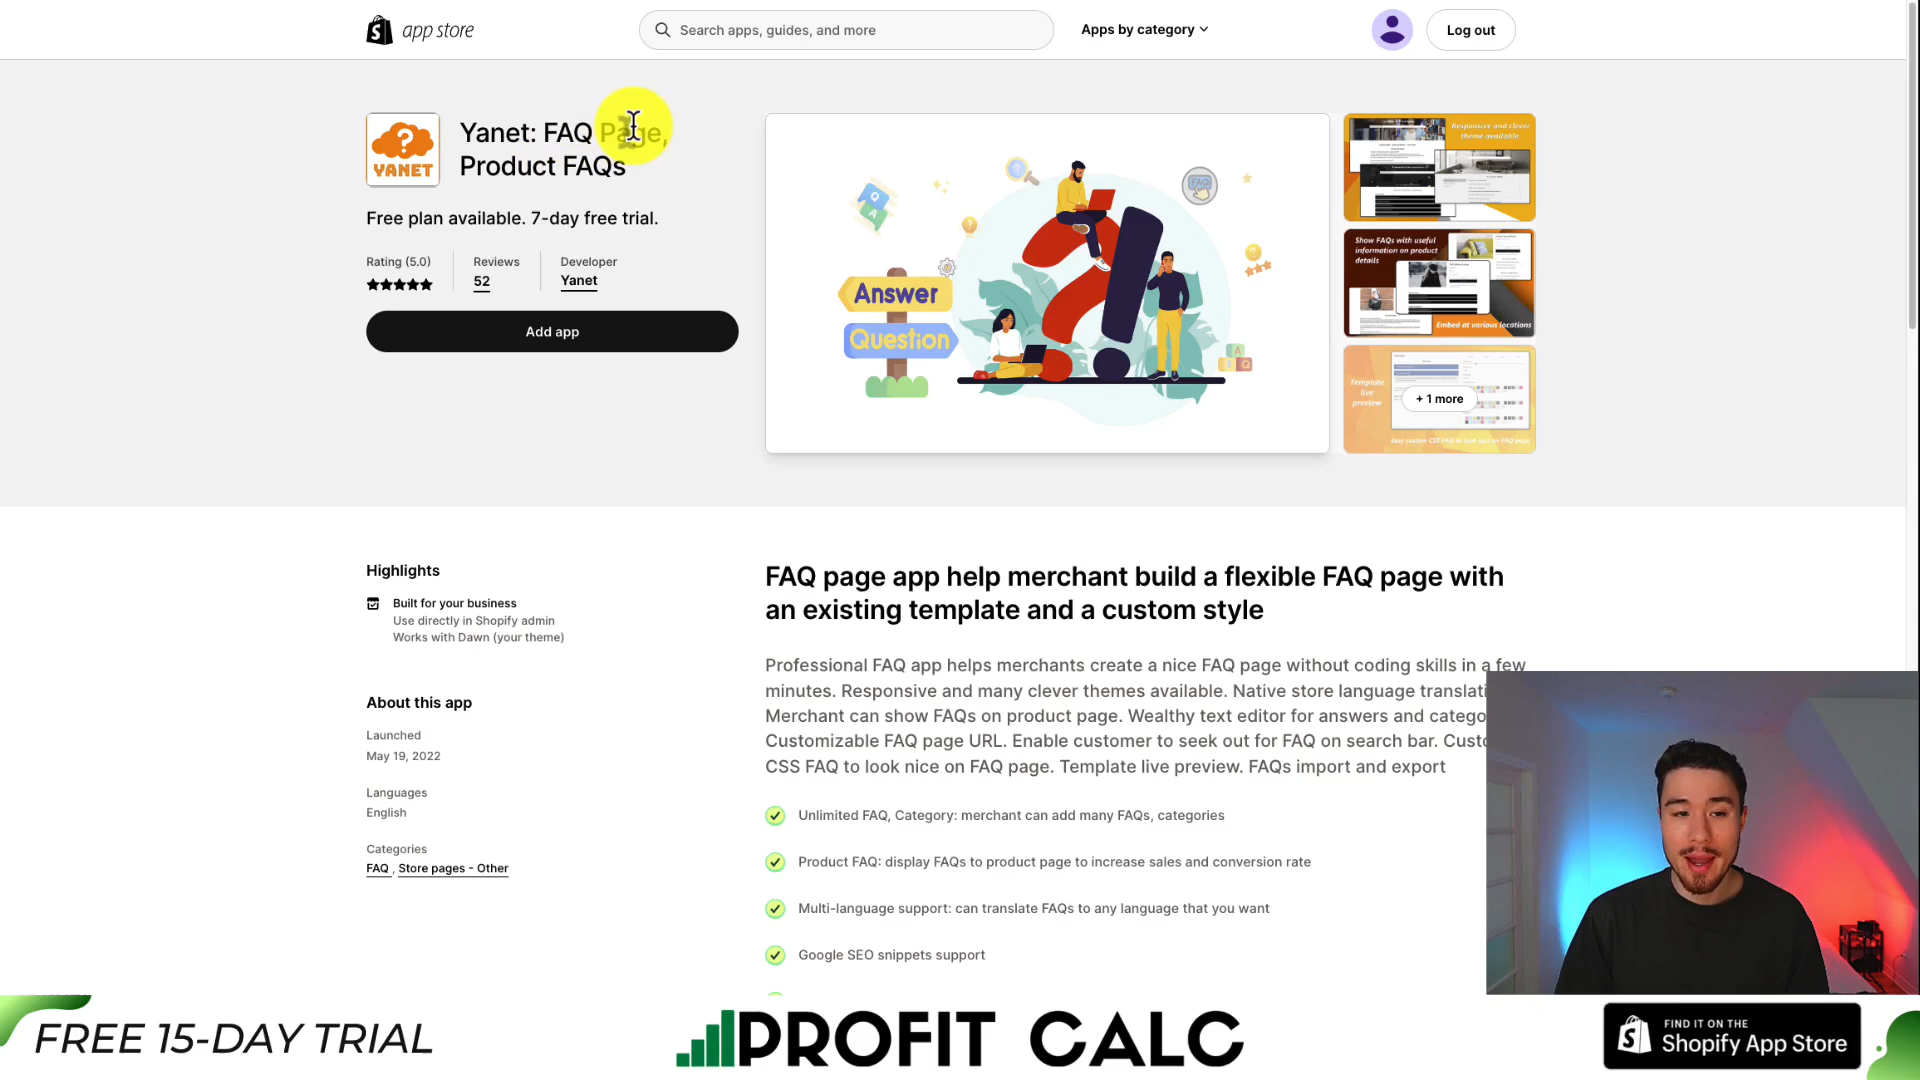 app store
Search apps, guides, and more
Apps by category
Log out
YANET
Yanet: FAQ Page,
Product FAQs
Free plan available. 7-day free trial.
Rating (5.0)
Reviews
52
Developer
Yanet
Add app
Q
A
FAQ
Answer
Question
Responsive and clever
theme available
Show FAQs with useful
information on product
details
Embed at various locations
Template
live
preview
+ 1 more
Easy custom CSS FAQ to look nice on FAQ page
Highlights
Built for your business
Use directly in Shopify admin
Works with Dawn (your theme)
About this app
Launched
May 19, 2022
Languages
English
Categories
FAQ , Store pages - Other
FAQ page app help merchant build a flexible FAQ page with
an existing template and a custom style
Professional FAQ app helps merchants create a nice FAQ page without coding skills in a few
minutes. Responsive and many clever themes available. Native store language translati
Merchant can show FAQs on product page. Wealthy text editor for answers and catego
Customizable FAQ page URL. Enable customer to seek out for FAQ on search bar. Custo
CSS FAQ to look nice on FAQ page. Template live preview. FAQs import and export
Unlimited FAQ, Category: merchant can add many FAQs, categories
Product FAQ: display FAQs to product page to increase sales and conversion rate
Multi-language support: can translate FAQs to any language that you want
Google SEO snippets support
FREE 15-DAY TRIAL
PROFIT CALC
FIND IT ON THE
Shopify App Store